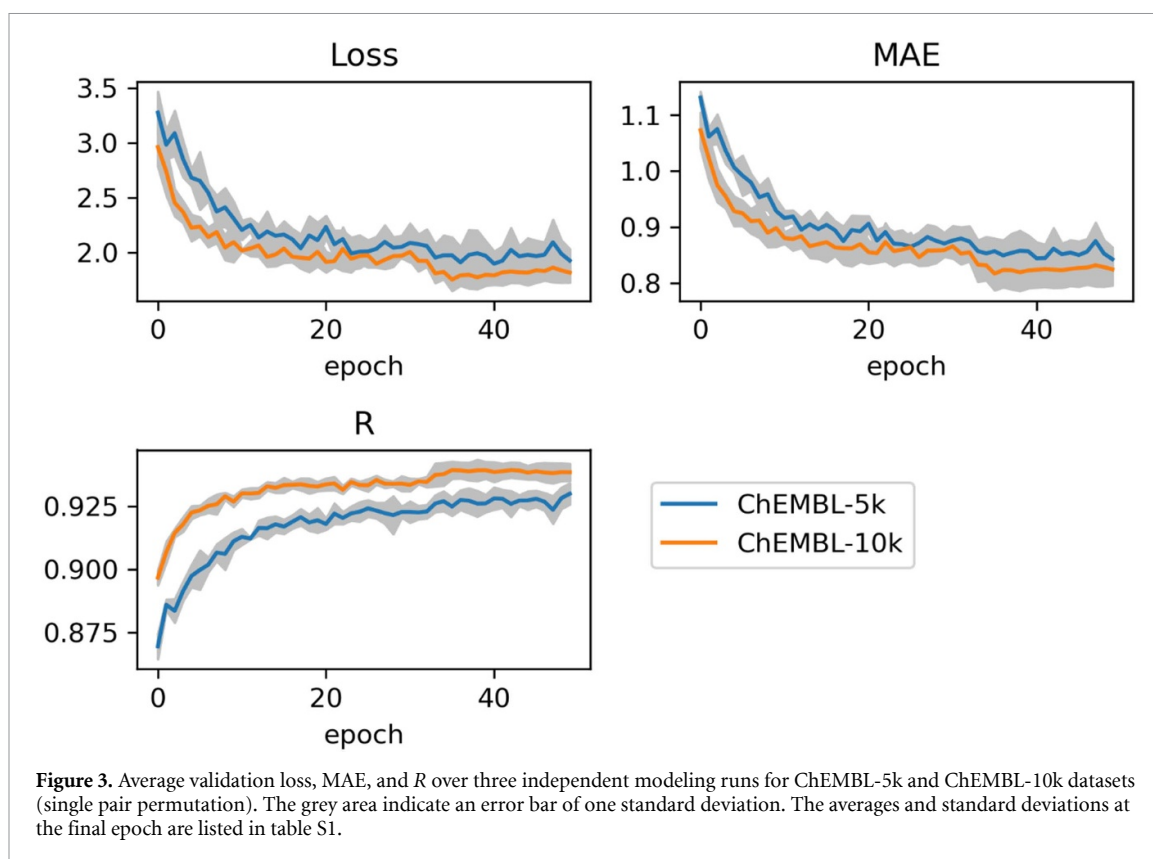 Loss
3.5
3.0
2.5
2.0
0
20
40
epoch
MAE
1.1
1.0
0.9
0.8
0
20
40
epoch
R
0.925
0.900
0.875
0
20
40
epoch
ChEMBL-5k
ChEMBL-10k
Figure 3. Average validation loss, MAE, and R over three independent modeling runs for ChEMBL-5k and ChEMBL-10k datasets
(single pair permutation). The grey area indicate an error bar of one standard deviation. The averages and standard deviations at
the final epoch are listed in table S1.